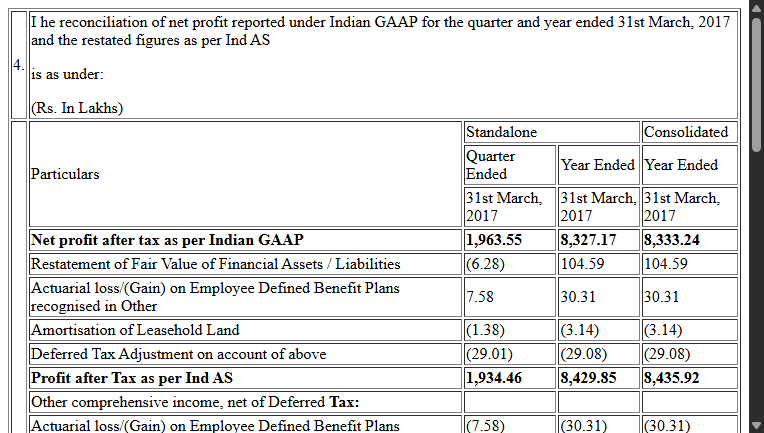 I he reconciliation of net profit reported under Indian GAAP for the quarter and year ended 31st March, 2017
and the restated figures as per Ind AS
4.
is as under:
(Rs. In Lakhs)
Particulars
Standalone Consolidated
Quarter
Ended Year Ended Year Ended
31st March,
2017 31st March,
2017 31st March,
2017
Net profit after tax as per Indian GAAP 1,963.55 8,327.17 8,333.24
Restatement of Fair Value of Financial Assets / Liabilities (6.28) 104.59 104.59
Actuarial loss/(Gain) on Employee Defined Benefit Plans
recognised in Other 7.58 30.31 30.31
Amortisation of Leasehold Land (1.38) (3.14) (3.14)
Deferred Tax Adjustment on account of above (29.01) (29.08) (29.08)
Profit after Tax as per Ind AS 1,934.46 8,429.85 8,435.92
Other comprehensive income, net of Deferred Tax:
Actuarial loss/(Gain) on Employee Defined Benefit Plans (7.58) (30.31) (30.31)